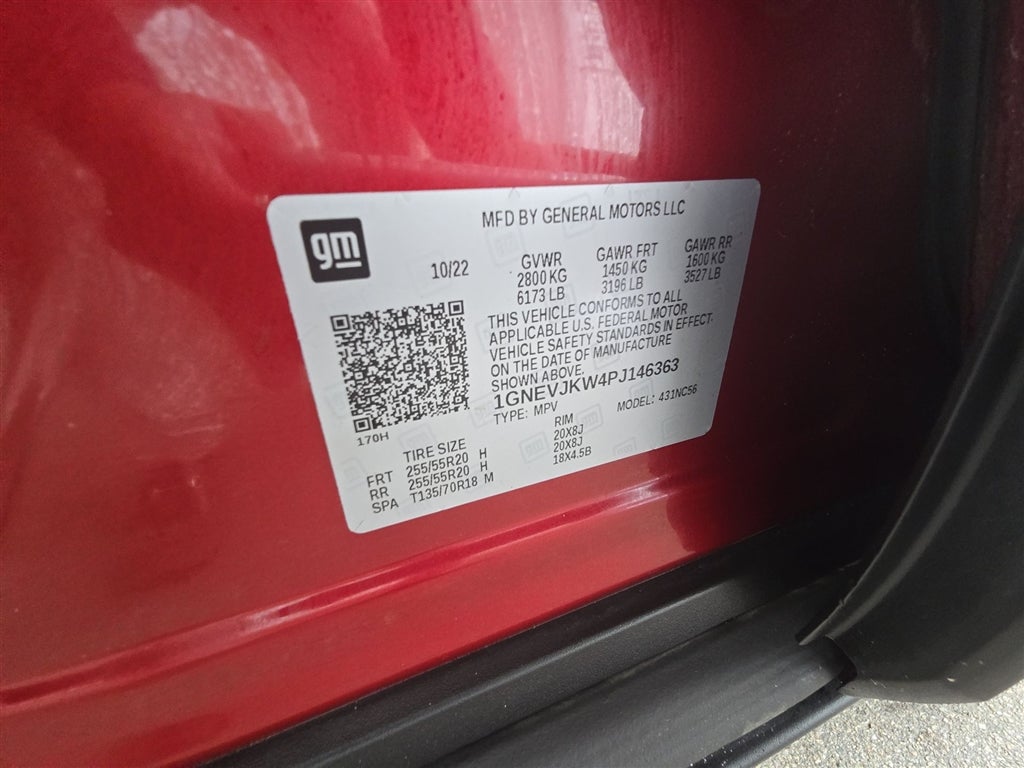 MFD BY GENERAL MOTORS LLC
gm
10/22
GVWR GAWR FRT GAWR RR
2800 KG 1450 KG 1600 KG
6173 LB 3196 LB 3527 LB
THIS VEHICLE CONFORMS TO ALL
APPLICABLE U.S. FEDERAL MOTOR
VEHICLE SAFETY STANDARDS IN EFFECT
ON THE DATE OF MANUFACTURE
SHOWN ABOVE.
1GNEVJKW4PJ146363
TYPE: MPV MODEL: 431NC56
170H
TIRE SIZE RIM
FRT 255/55R20 H 20X8J
RR 255/55R20 H 20X8J
SPA T135/70R18 M 18X4.5B